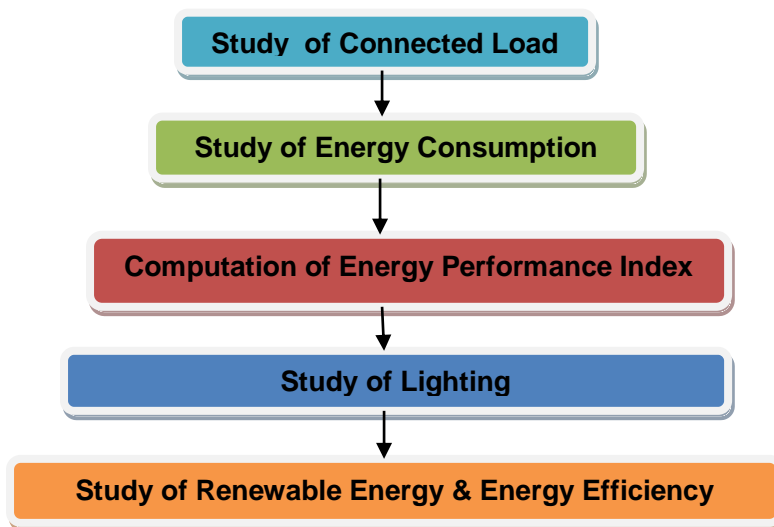 Study of Connected Load
Study of Energy Consumption
Computation of Energy Performance Index
Study of Lighting
Study of Renewable Energy & Energy Efficiency